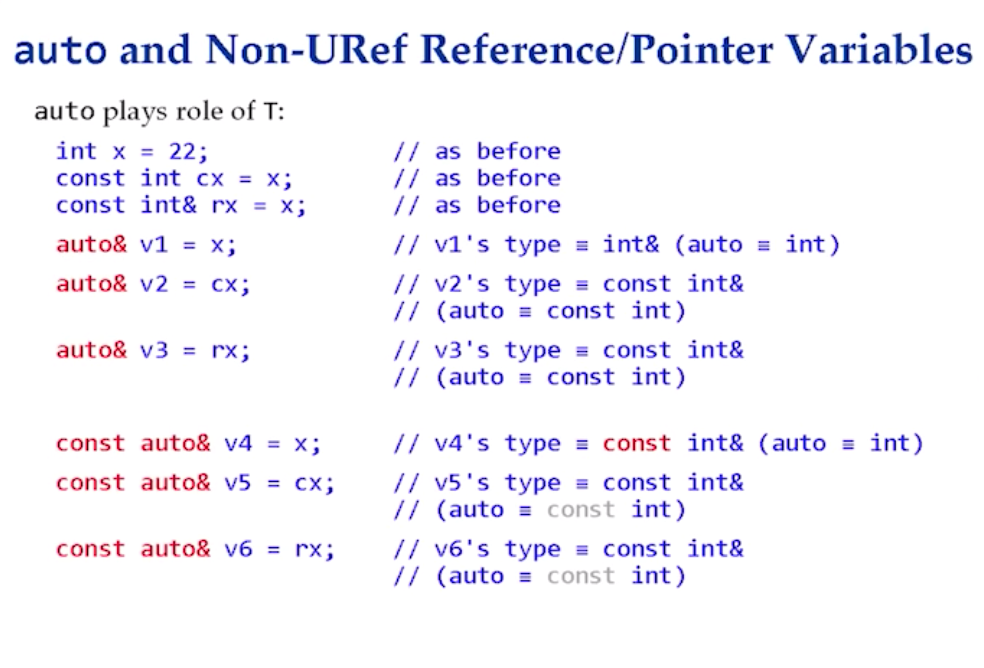 auto and Non-URef Reference/Pointer Variables
auto plays role of T:
int x = 22; // as before
const int cx = x; // as before
const int& rx = x; // as before
auto& v1 = x; // v1's type ≡ int& (auto ≡ int)
auto& v2 = cx; // v2's type ≡ const int&
// (auto ≡ const int)
auto& v3 = rx; // v3's type ≡ const int&
// (auto ≡ const int)
const auto& v4 = x; // v4's type ≡ const int& (auto ≡ int)
const auto& v5 = cx; // v5's type ≡ const int&
// (auto ≡ const int)
const auto& v6 = rx; // v6's type ≡ const int&
// (auto ≡ const int)